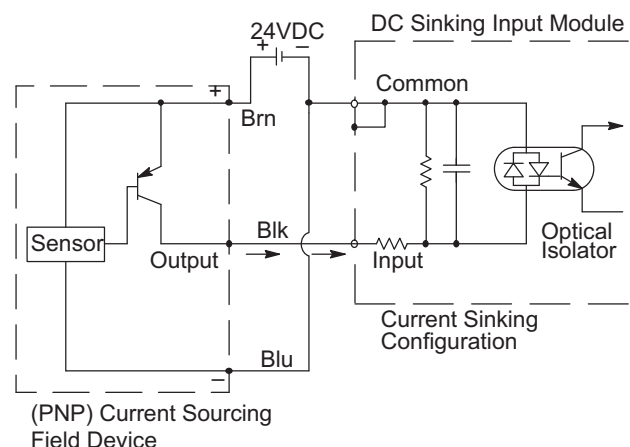 24VDC
DC Sinking Input Module
+ −
+
Brn
Common
Sensor
Output
Blk
Input
Optical
Isolator
Current Sinking
Configuration
Blu
−
(PNP) Current Sourcing
Field Device